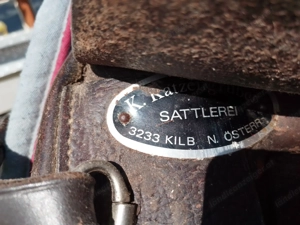 SATTLEREI
3233 KILB N. ÖSTERR.